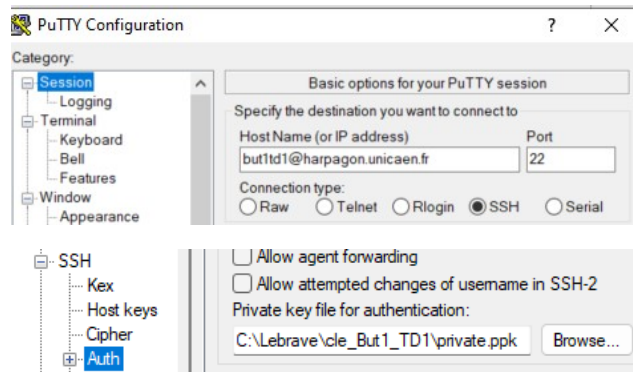 PuTTY Configuration ? ×
Category:
Session
Logging
Terminal
Keyboard
Bell
Features
Window
Appearance
Basic options for your PuTTY session
Specify the destination you want to connect to
Host Name (or IP address) Port
but1td1@harpagon.unicaen.fr 22
Connection type:
Raw Telnet Rlogin SSH Serial
SSH
Kex
Host keys
Cipher
Auth
Allow agent forwarding
Allow attempted changes of username in SSH-2
Private key file for authentication:
C:\Lebrave\cle_But1_TD1\private.ppk Browse...